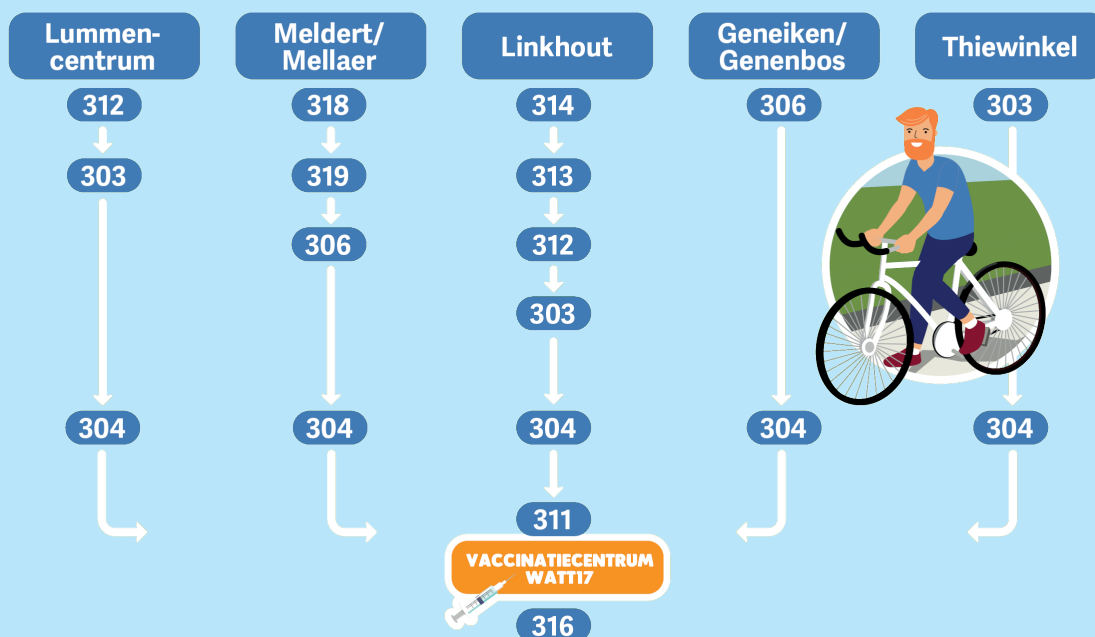 Lummen-
centrum
Meldert/
Mellaer
Linkhout
Geneiken/
Genenbos
Thiewinkel
312
318
314
306
303
303
319
313
306
312
303
304
304
304
304
304
311
VACCINATIECENTRUM
WATT17
316